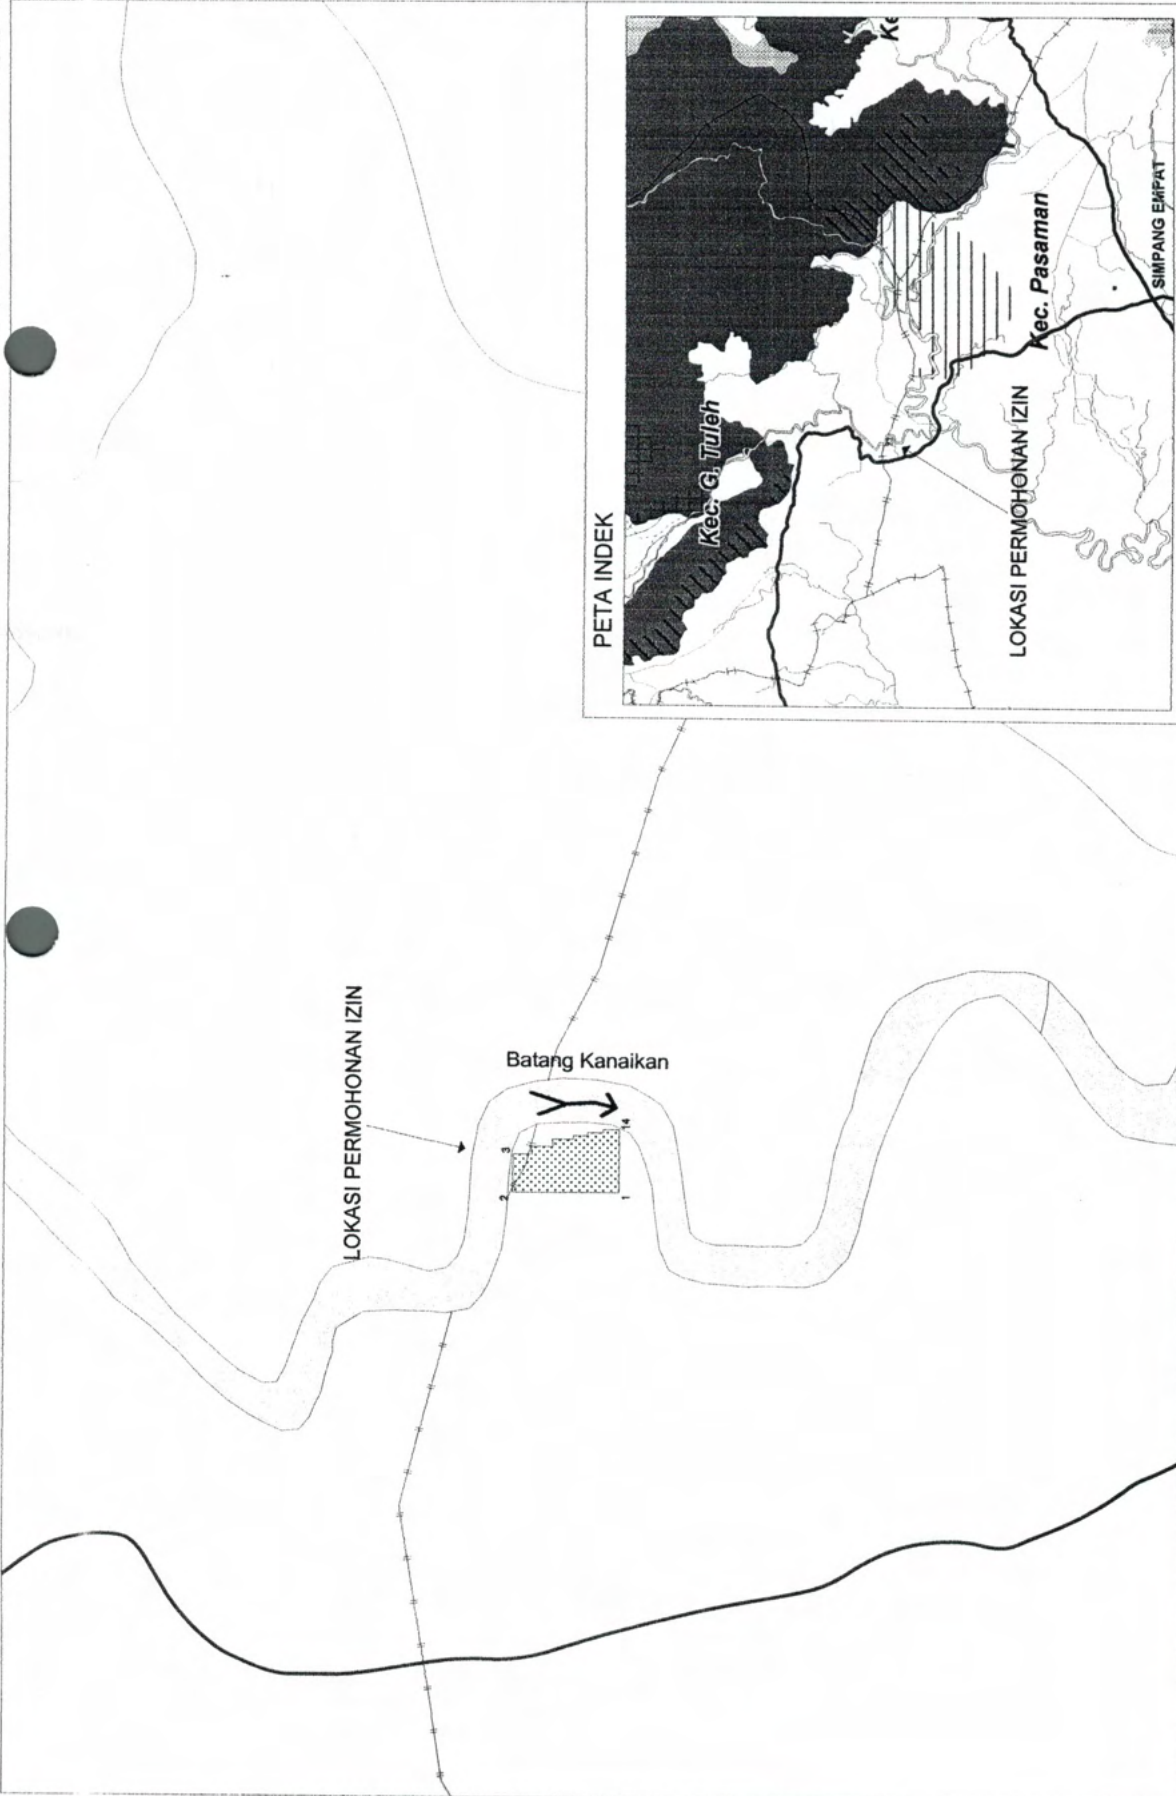 LOKASI PERMOHONAN IZIN
Batang Kanaikan
2
3
1
14
PETA INDEK
Kec. G. Tuleh
Kec. Pasaman
LOKASI PERMOHONAN IZIN
SIMPANG EMPAT
Ke